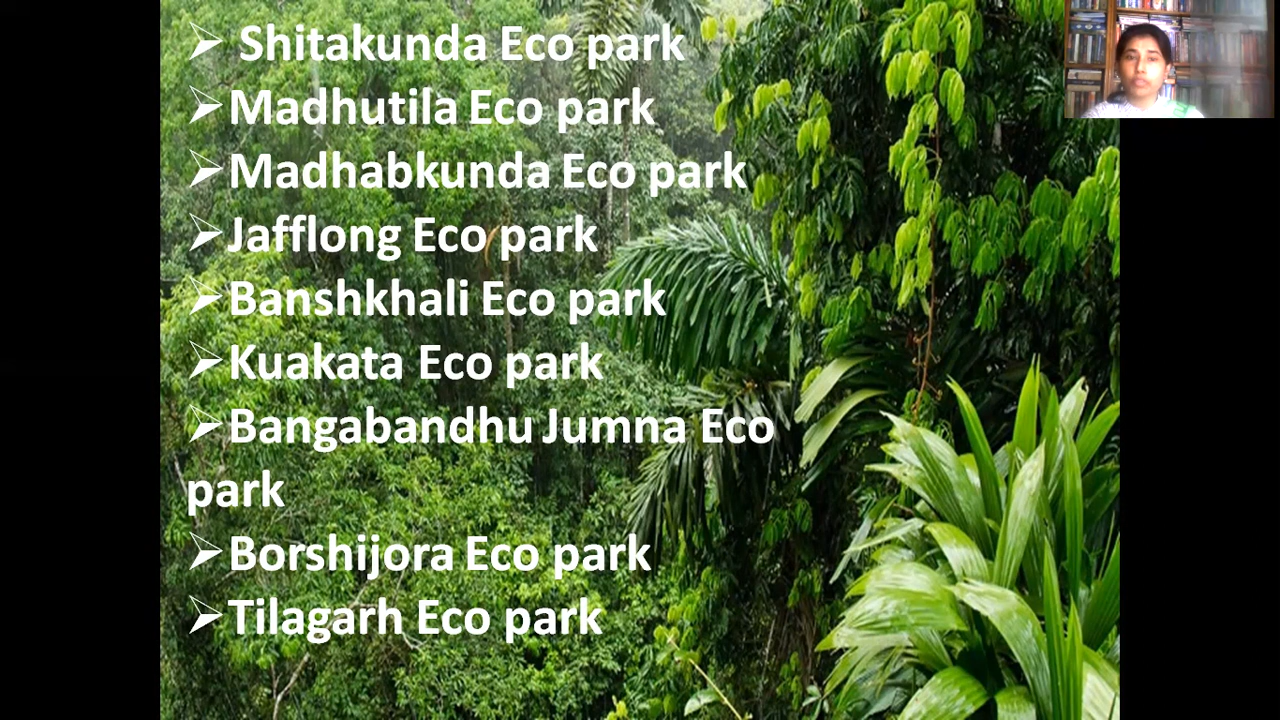 ➢ Shitakunda Eco park
➢Madhutila Eco park
➢Madhabkunda Eco park
➢Jafflong Eco park
➢Banshkhali Eco park
➢Kuakata Eco park
➢Bangabandhu Jumna Eco
park
➢Borshijora Eco park
➢Tilagarh Eco park